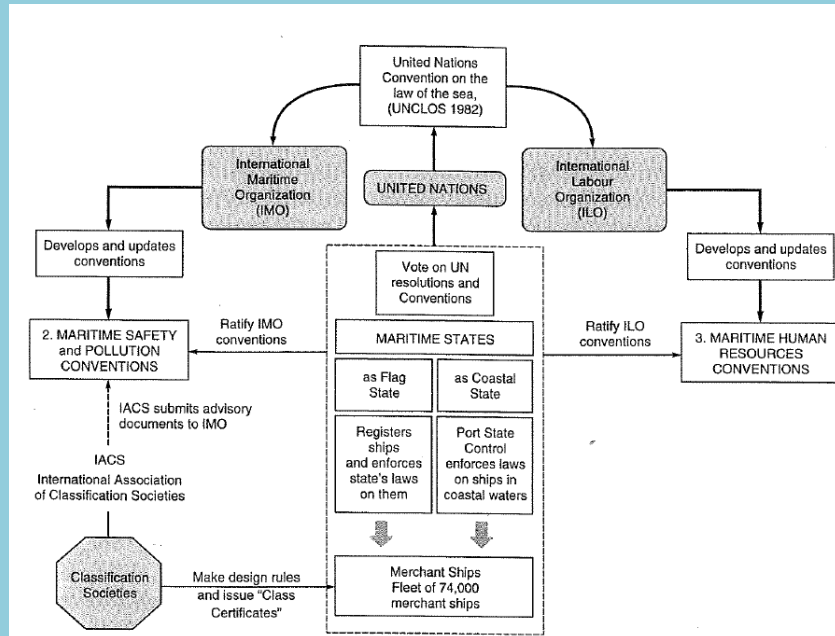 United Nations
Convention on the
law of the sea,
(UNCLOS 1982)
International
Maritime
Organization
(IMO)
UNITED NATIONS
International
Labour
Organization
(ILO)
Develops and updates
conventions
Develops and updates
conventions
Vote on UN
resolutions and
Conventions
2. MARITIME SAFETY
and POLLUTION
CONVENTIONS
Ratify IMO
conventions
MARITIME STATES
Ratify ILO
conventions
3. MARITIME HUMAN
RESOURCES
CONVENTIONS
as Flag
State
as Coastal
State
IACS submits advisory
documents to IMO
Registers
ships
and enforces
state's laws
on them
Port State
Control
enforces laws
on ships in
coastal waters
IACS
International Association
of Classification Societies
Classification
Societies
Make design rules
and issue "Class
Certificates"
Merchant Ships
Fleet of 74,000
merchant ships